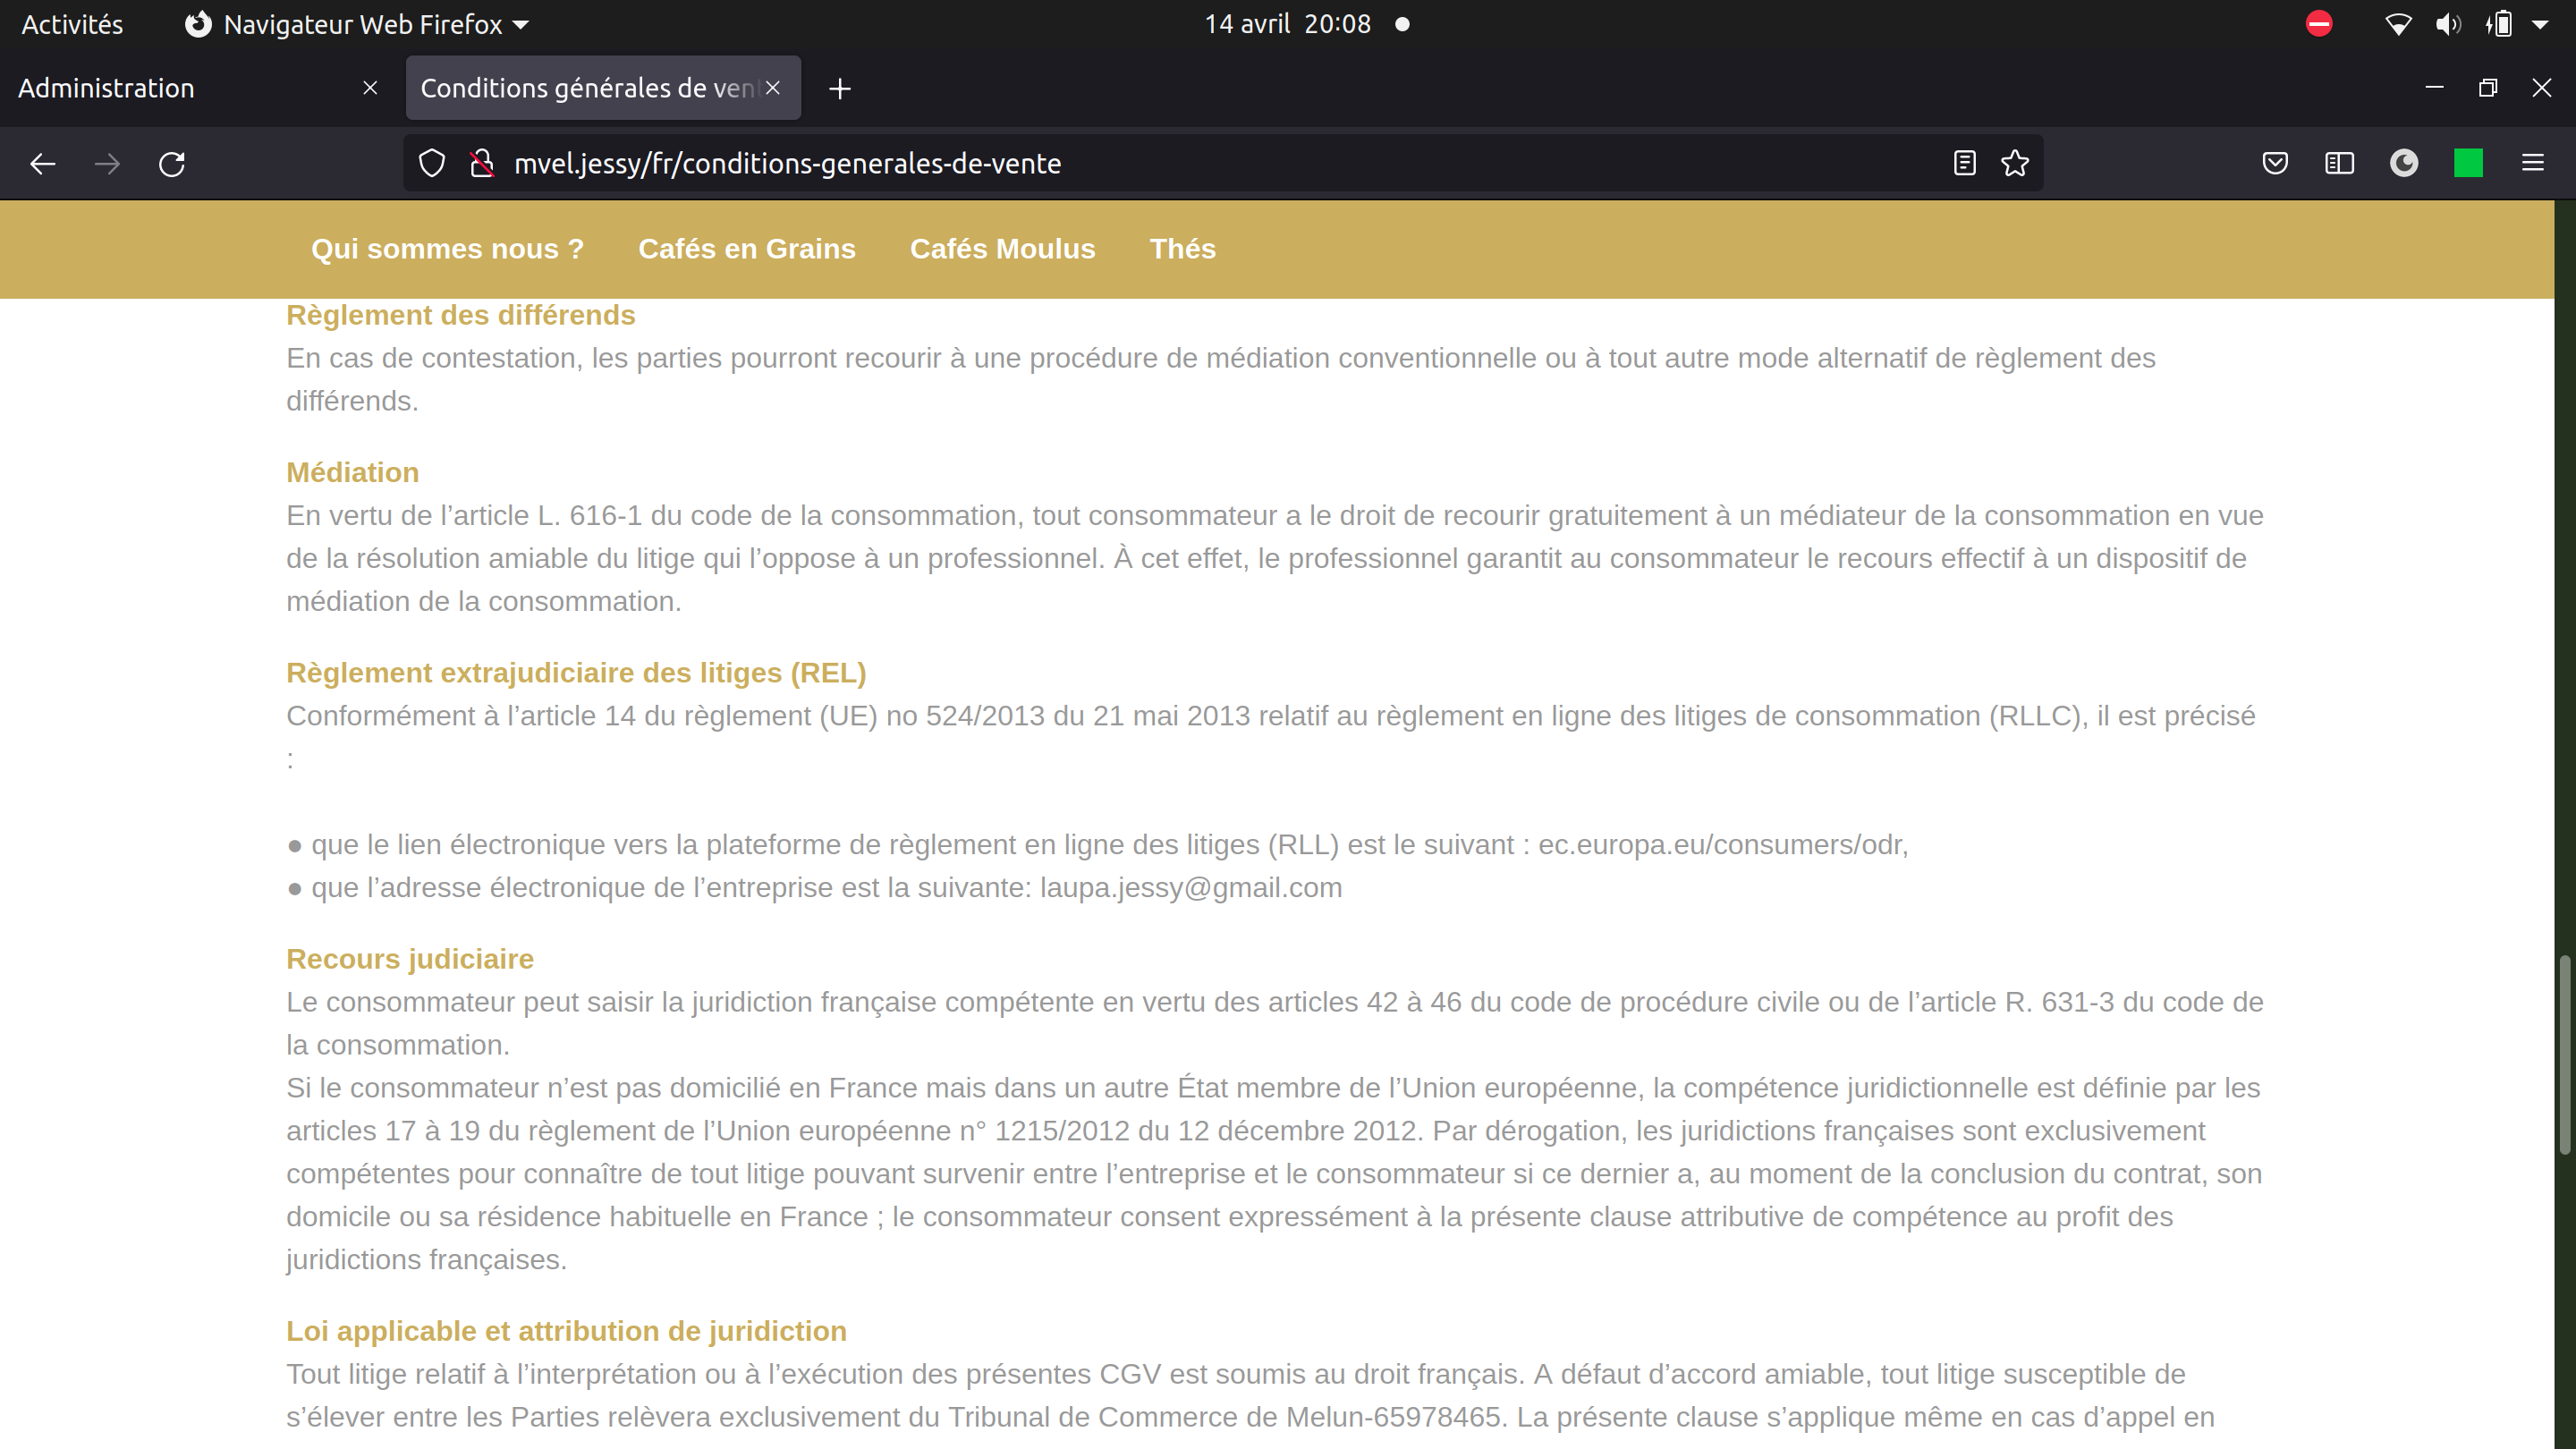 Activités
Navigateur Web Firefox
14 avril 20:08
Administration
Conditions générales de vent
mvel.jessy/fr/conditions-generales-de-vente
Qui sommes nous ?
Cafés en Grains
Cafés Moulus
Thés
Règlement des différends
En cas de contestation, les parties pourront recourir à une procédure de médiation conventionnelle ou à tout autre mode alternatif de règlement des
différends.
Médiation
En vertu de l’article L. 616-1 du code de la consommation, tout consommateur a le droit de recourir gratuitement à un médiateur de la consommation en vue
de la résolution amiable du litige qui l’oppose à un professionnel. À cet effet, le professionnel garantit au consommateur le recours effectif à un dispositif de
médiation de la consommation.
Règlement extrajudiciaire des litiges (REL)
Conformément à l’article 14 du règlement (UE) no 524/2013 du 21 mai 2013 relatif au règlement en ligne des litiges de consommation (RLLC), il est précisé
:
● que le lien électronique vers la plateforme de règlement en ligne des litiges (RLL) est le suivant : ec.europa.eu/consumers/odr,
● que l’adresse électronique de l’entreprise est la suivante: laupa.jessy@gmail.com
Recours judiciaire
Le consommateur peut saisir la juridiction française compétente en vertu des articles 42 à 46 du code de procédure civile ou de l’article R. 631-3 du code de
la consommation.
Si le consommateur n’est pas domicilié en France mais dans un autre État membre de l’Union européenne, la compétence juridictionnelle est définie par les
articles 17 à 19 du règlement de l’Union européenne n° 1215/2012 du 12 décembre 2012. Par dérogation, les juridictions françaises sont exclusivement
compétentes pour connaître de tout litige pouvant survenir entre l’entreprise et le consommateur si ce dernier a, au moment de la conclusion du contrat, son
domicile ou sa résidence habituelle en France ; le consommateur consent expressément à la présente clause attributive de compétence au profit des
juridictions françaises.
Loi applicable et attribution de juridiction
Tout litige relatif à l’interprétation ou à l’exécution des présentes CGV est soumis au droit français. A défaut d’accord amiable, tout litige susceptible de
s’élever entre les Parties relèvera exclusivement du Tribunal de Commerce de Melun-65978465. La présente clause s’applique même en cas d’appel en